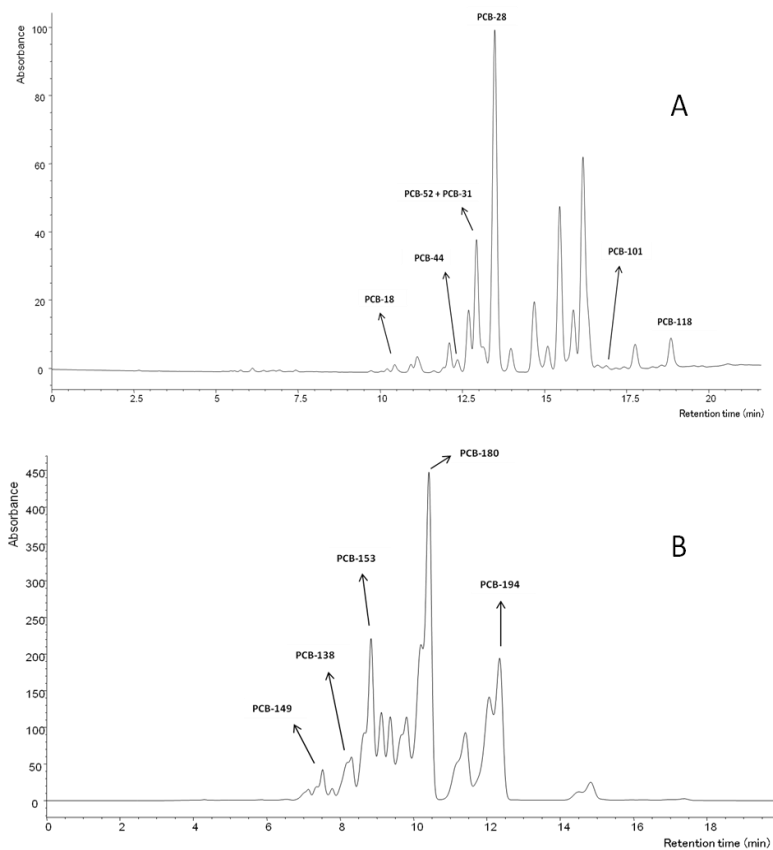 PCB-28
100
Absorbance
A
80
60
PCB-52 + PCB-31
40
PCB-44
PCB-101
20
PCB-18
PCB-118
0
0
2.5
5
7.5
10
12.5
15
17.5
20
Retention time (min)
PCB-180
450
400
Absorbance
B
350
PCB-153
300
PCB-194
250
PCB-138
200
150
PCB-149
100
50
0
0
2
4
6
8
10
12
14
16
18
Retention time (min)